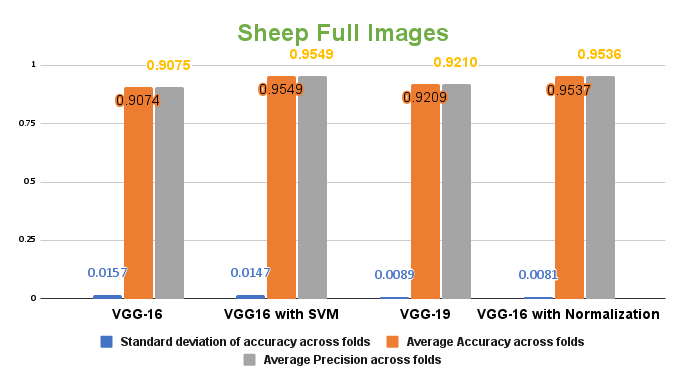 Sheep Full Images
0.9075
0.9549
0.9210
0.9536
1
0.9074
0.9549
0.9209
0.9537
0.75
0.5
0.25
0.0157
0.0147
0.0089
0.0081
0
VGG-16
VGG16 with SVM
VGG-19
VGG-16 with Normalization
Standard deviation of accuracy across folds
Average Accuracy across folds
Average Precision across folds